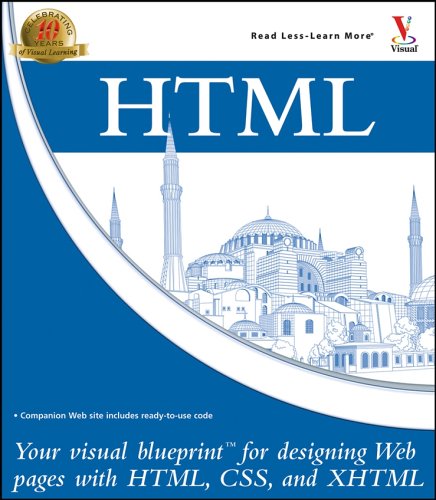 CELEBRATING
10
YEARS
of Visual Learning
Read Less-Learn More®
Visual
HTML
• Companion Web site includes ready-to-use code
Your visual blueprint™ for designing Web
pages with HTML, CSS, and XHTML